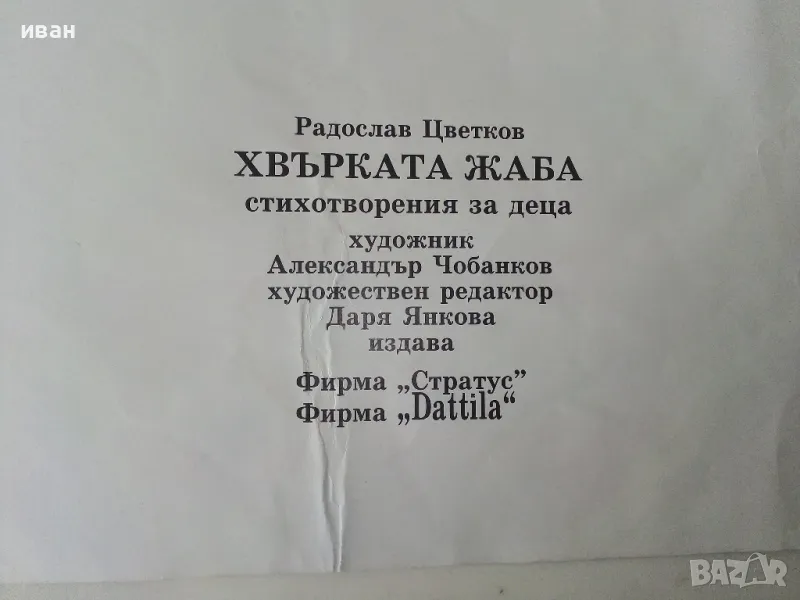 иван
Радослав Цветков
ХВЪРКАТА ЖАБА
стихотворения за деца
художник
Александър Чобанков
художествен редактор
Даря Янкова
издава
Фирма „Стратус”
Фирма „Dattila“
BAZAR